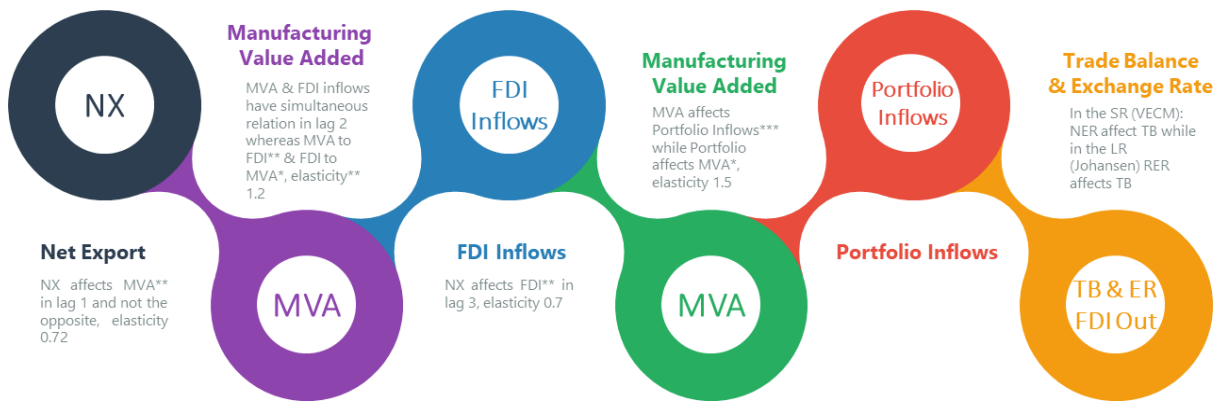 NX
Net Export
NX affects MVA**
in lag 1 and not the
opposite, elasticity
0.72
Manufacturing
Value Added
MVA & FDI inflows
have simultaneous
relation in lag 2
whereas MVA to
FDI** & FDI to
MVA*, elasticity**
1.2
MVA
FDI
Inflows
FDI Inflows
NX affects FDI** in
lag 3, elasticity 0.7
Manufacturing
Value Added
MVA affects
Portfolio Inflows***
while Portfolio
affects MVA*,
elasticity 1.5
MVA
Portfolio
Inflows
Portfolio Inflows
Trade Balance
& Exchange Rate
In the SR (VECM):
NER affect TB while
in the LR
(Johansen) RER
affects TB
TB & ER
FDI Out